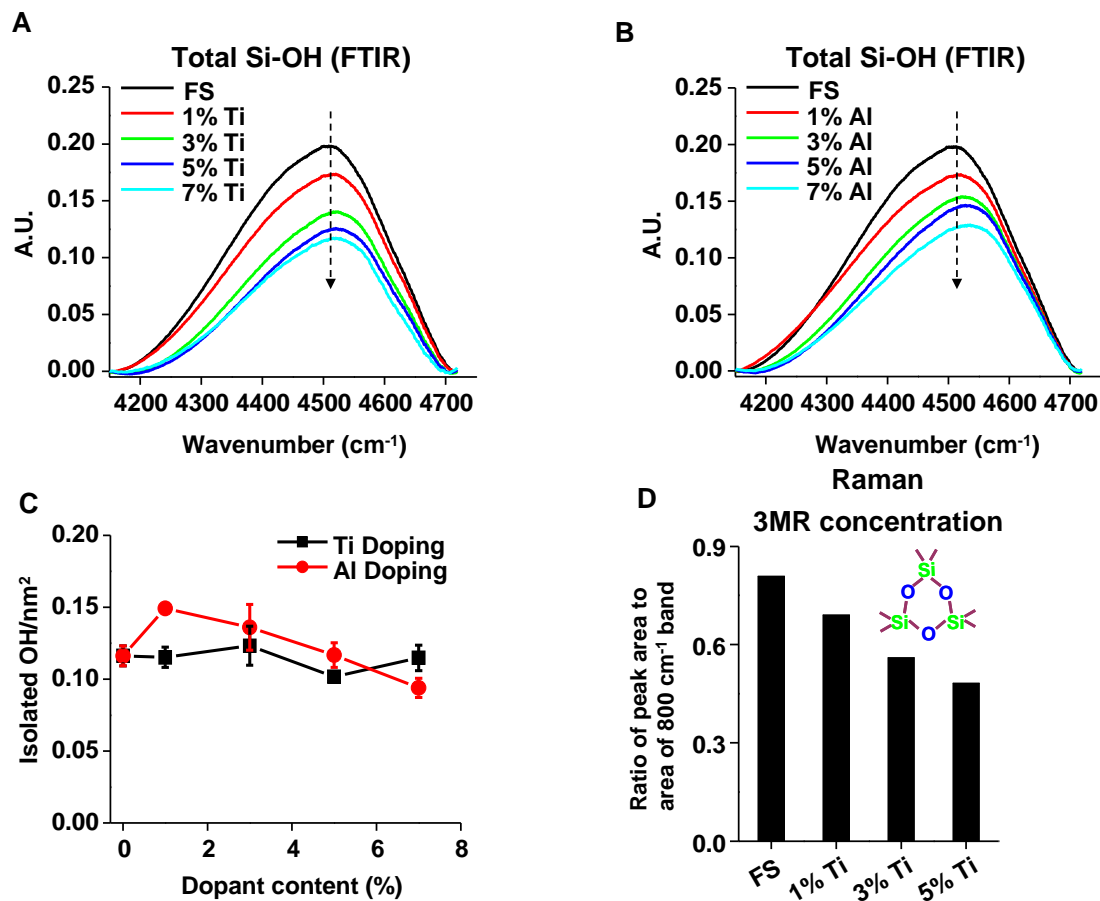 A
Total Si-OH (FTIR)
0.25
0.20
0.15
0.10
0.05
0.00
A.U.
FS
1% Ti
3% Ti
5% Ti
7% Ti
4200 4300 4400 4500 4600 4700
Wavenumber (cm⁻¹)
B
Total Si-OH (FTIR)
0.25
0.20
0.15
0.10
0.05
0.00
A.U.
FS
1% Al
3% Al
5% Al
7% Al
4200 4300 4400 4500 4600 4700
Wavenumber (cm⁻¹)
C
0.20
0.15
0.10
0.05
0.00
Isolated OH/nm²
Ti Doping
Al Doping
0 2 4 6 8
Dopant content (%)
D
Raman
3MR concentration
0.9
0.6
0.3
0.0
Ratio of peak area to
area of 800 cm⁻¹ band
Si
O O
Si Si
O
FS 1% Ti 3% Ti 5% Ti